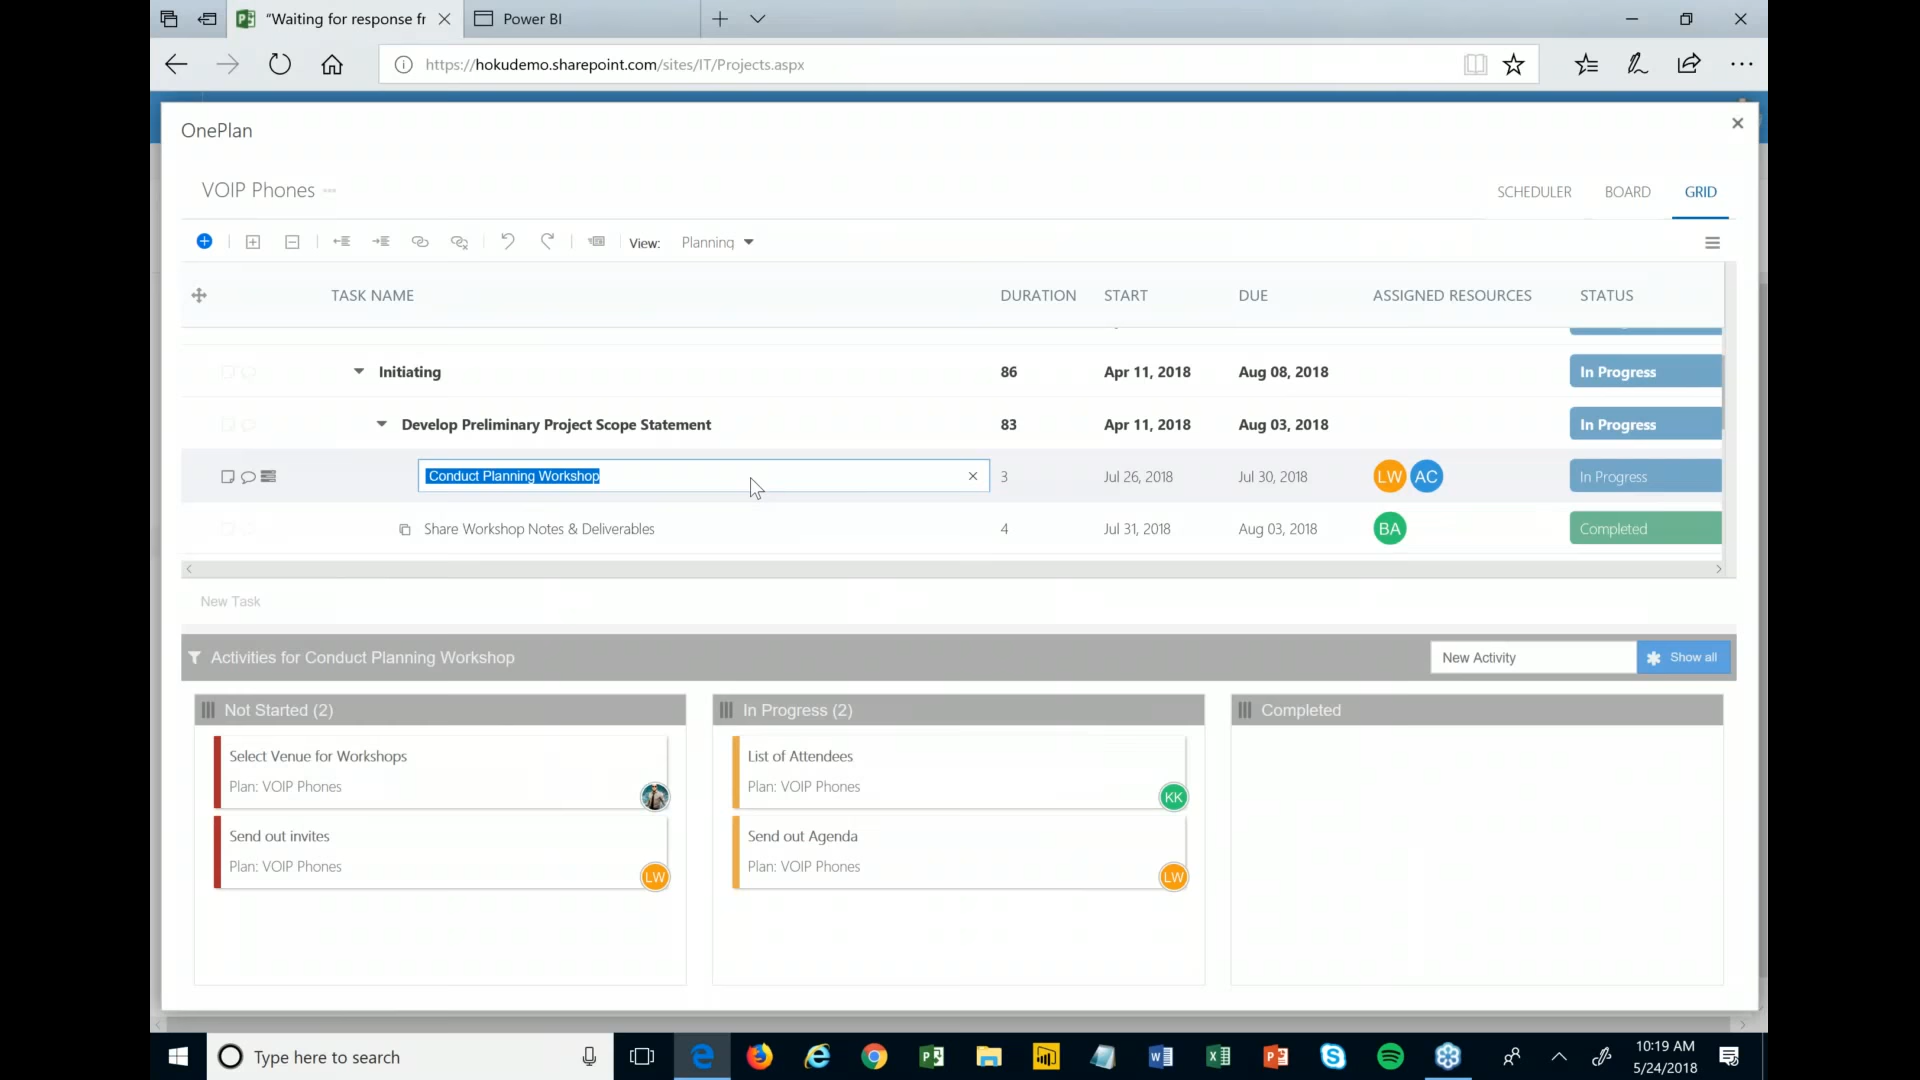 "Waiting for response fr
Power BI
https://hokudemo.sharepoint.com/sites/IT/Projects.aspx
OnePlan
VOIP Phones
SCHEDULER BOARD GRID
View: Planning
TASK NAME DURATION START DUE ASSIGNED RESOURCES STATUS
Initiating 86 Apr 11, 2018 Aug 08, 2018 In Progress
Develop Preliminary Project Scope Statement 83 Apr 11, 2018 Aug 03, 2018 In Progress
Conduct Planning Workshop 3 Jul 26, 2018 Jul 30, 2018 LW AC In Progress
Share Workshop Notes & Deliverables 4 Jul 31, 2018 Aug 03, 2018 BA Completed
New Task
Activities for Conduct Planning Workshop New Activity Show all
Not Started (2) In Progress (2) Completed
Select Venue for Workshops
Plan: VOIP Phones
Send out invites
Plan: VOIP Phones
LW
List of Attendees
Plan: VOIP Phones
KK
Send out Agenda
Plan: VOIP Phones
LW
Type here to search
10:19 AM
5/24/2018